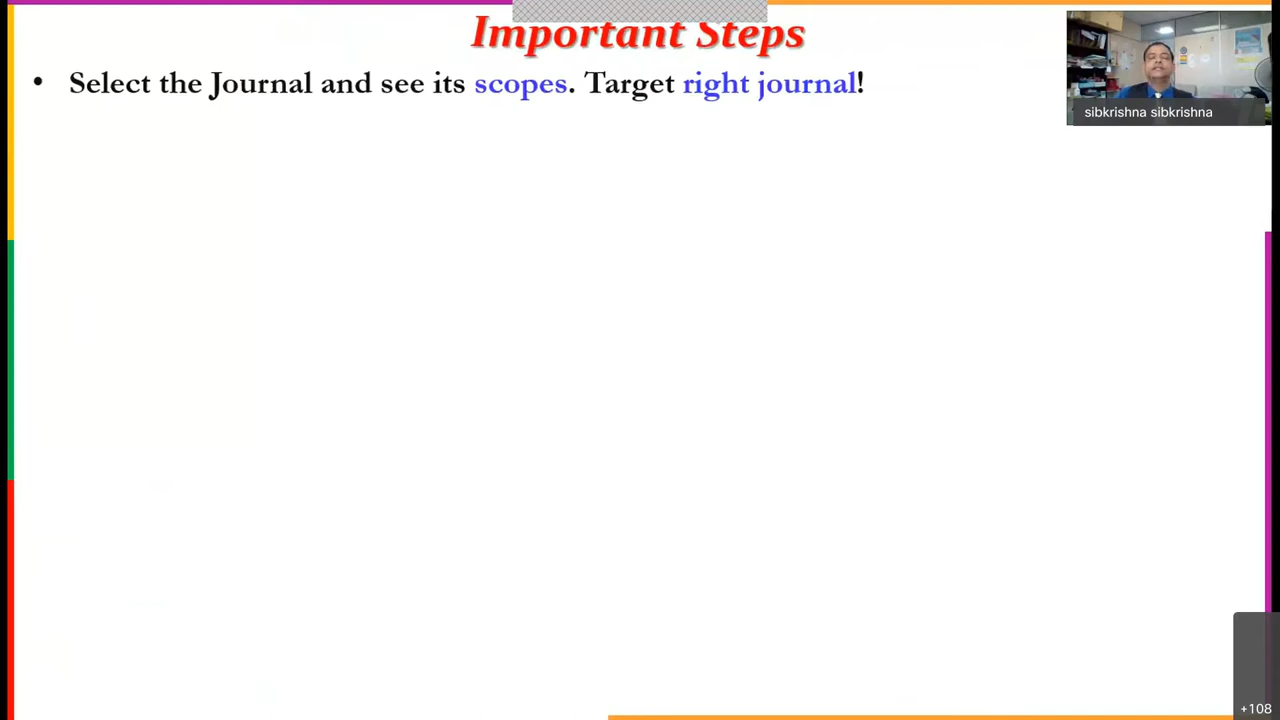 Important Steps
• Select the Journal and see its scopes. Target right journal!
sibkrishna sibkrishna
+108